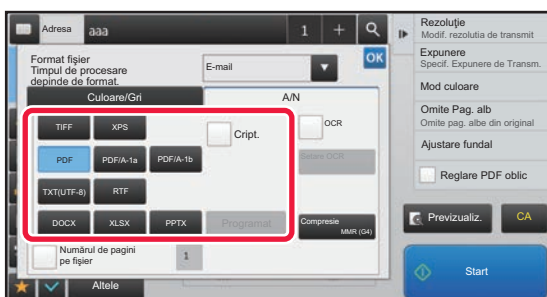 Adresa aaa 1 +
Format fişier
Timpul de procesare
depinde de format.
E-mail
OK
Culoare/Gri
A/N
TIFF XPS
Cript.
OCR
PDF PDF/A-1a PDF/A-1b
Setare OCR
TXT(UTF-8) RTF
DOCX XLSX PPTX Programat
Compresie
MMR (G4)
Numărul de pagini
pe fişier
1
Altele
Rezoluţie
Modif. rezolutia de transmit
Expunere
Specif. Expunere de Transm.
Mod culoare
Omite Pag. alb
Omite pag. albe din original
Ajustare fundal
Reglare PDF oblic
Previzualiz.
CA
Start